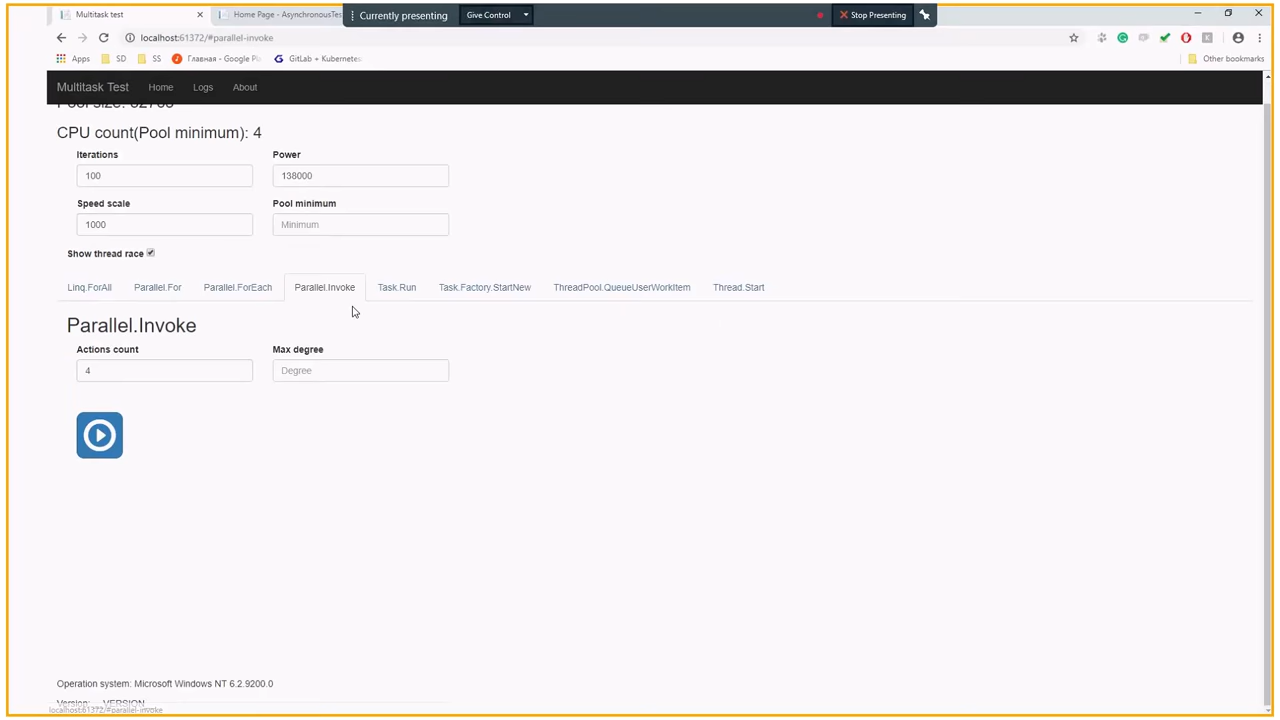 Multitask test
Home Page - AsynchronousTes
Currently presenting
Give Control
Stop Presenting
localhost:61372/#parallel-invoke
Apps
SD
SS
Главная - Google Pl
GitLab + Kubernetes
Other bookmarks
Multitask Test
Home
Logs
About
CPU count(Pool minimum): 4
Iterations
Power
100
138000
Speed scale
Pool minimum
1000
Minimum
Show thread race
Linq.ForAll
Parallel.For
Parallel.ForEach
Parallel.Invoke
Task.Run
Task.Factory.StartNew
ThreadPool.QueueUserWorkItem
Thread.Start
Parallel.Invoke
Actions count
Max degree
4
Degree
Operation system: Microsoft Windows NT 6.2.9200.0
Version: __VERSION__
localhost:61372/#parallel-invoke